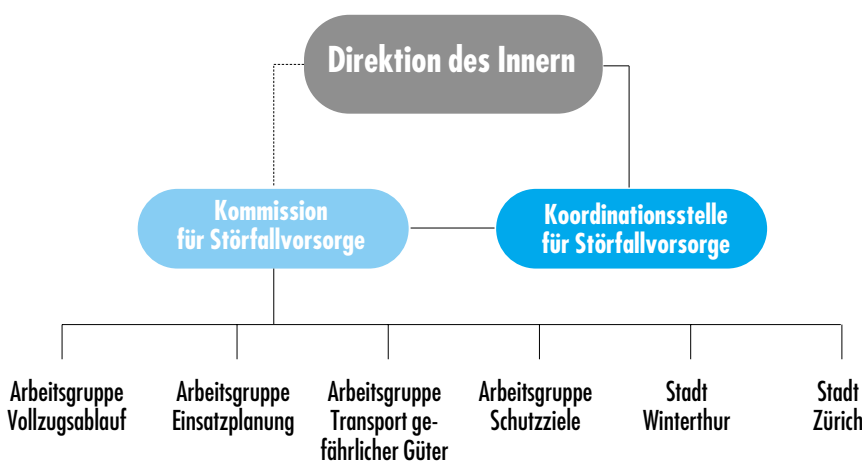 Direktion des Innern
Kommission
für Störfallvorsorge
Koordinationsstelle
für Störfallvorsorge
Arbeitsgruppe
Vollzugsablauf
Arbeitsgruppe
Einsatzplanung
Arbeitsgruppe
Transport ge-
fährlicher Güter
Arbeitsgruppe
Schutzziele
Stadt
Winterthur
Stadt
Zürich